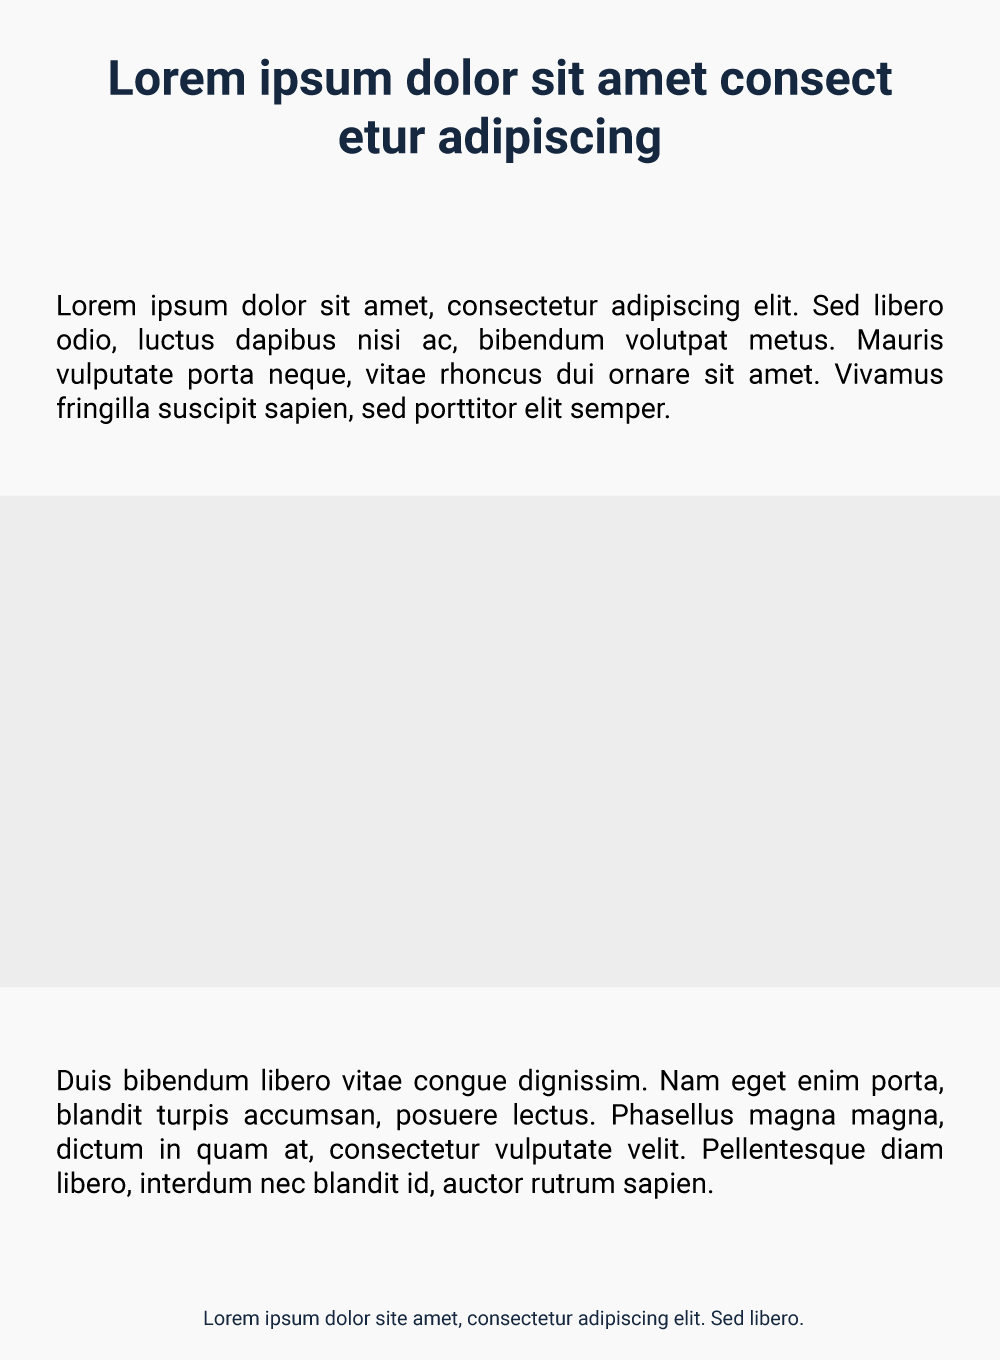 Lorem ipsum dolor sit amet consect
etur adipiscing
Lorem ipsum dolor sit amet, consectetur adipiscing elit. Sed libero
odio, luctus dapibus nisi ac, bibendum volutpat metus. Mauris
vulputate porta neque, vitae rhoncus dui ornare sit amet. Vivamus
fringilla suscipit sapien, sed porttitor elit semper.
Duis bibendum libero vitae congue dignissim. Nam eget enim porta,
blandit turpis accumsan, posuere lectus. Phasellus magna magna,
dictum in quam at, consectetur vulputate velit. Pellentesque diam
libero, interdum nec blandit id, auctor rutrum sapien.
Lorem ipsum dolor site amet, consectetur adipiscing elit. Sed libero.